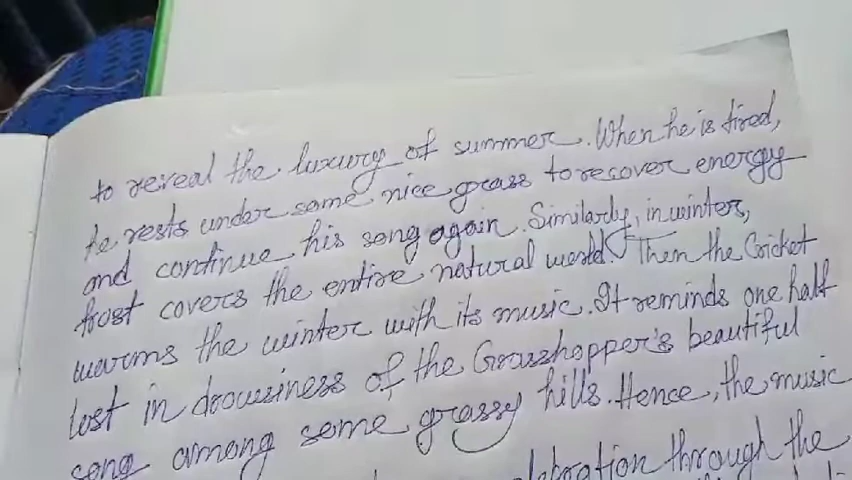 to reveal the luxury of summer. When he is tired,
he rests under some nice grass to recover energy
and continue his song again. Similarly, in winter,
frost covers the entire natural world. Then the Cricket
warms the winter with its music. It reminds one half
lost in drowsiness of the Grasshopper's beautiful
song among some grassy hills. Hence, the music
through the